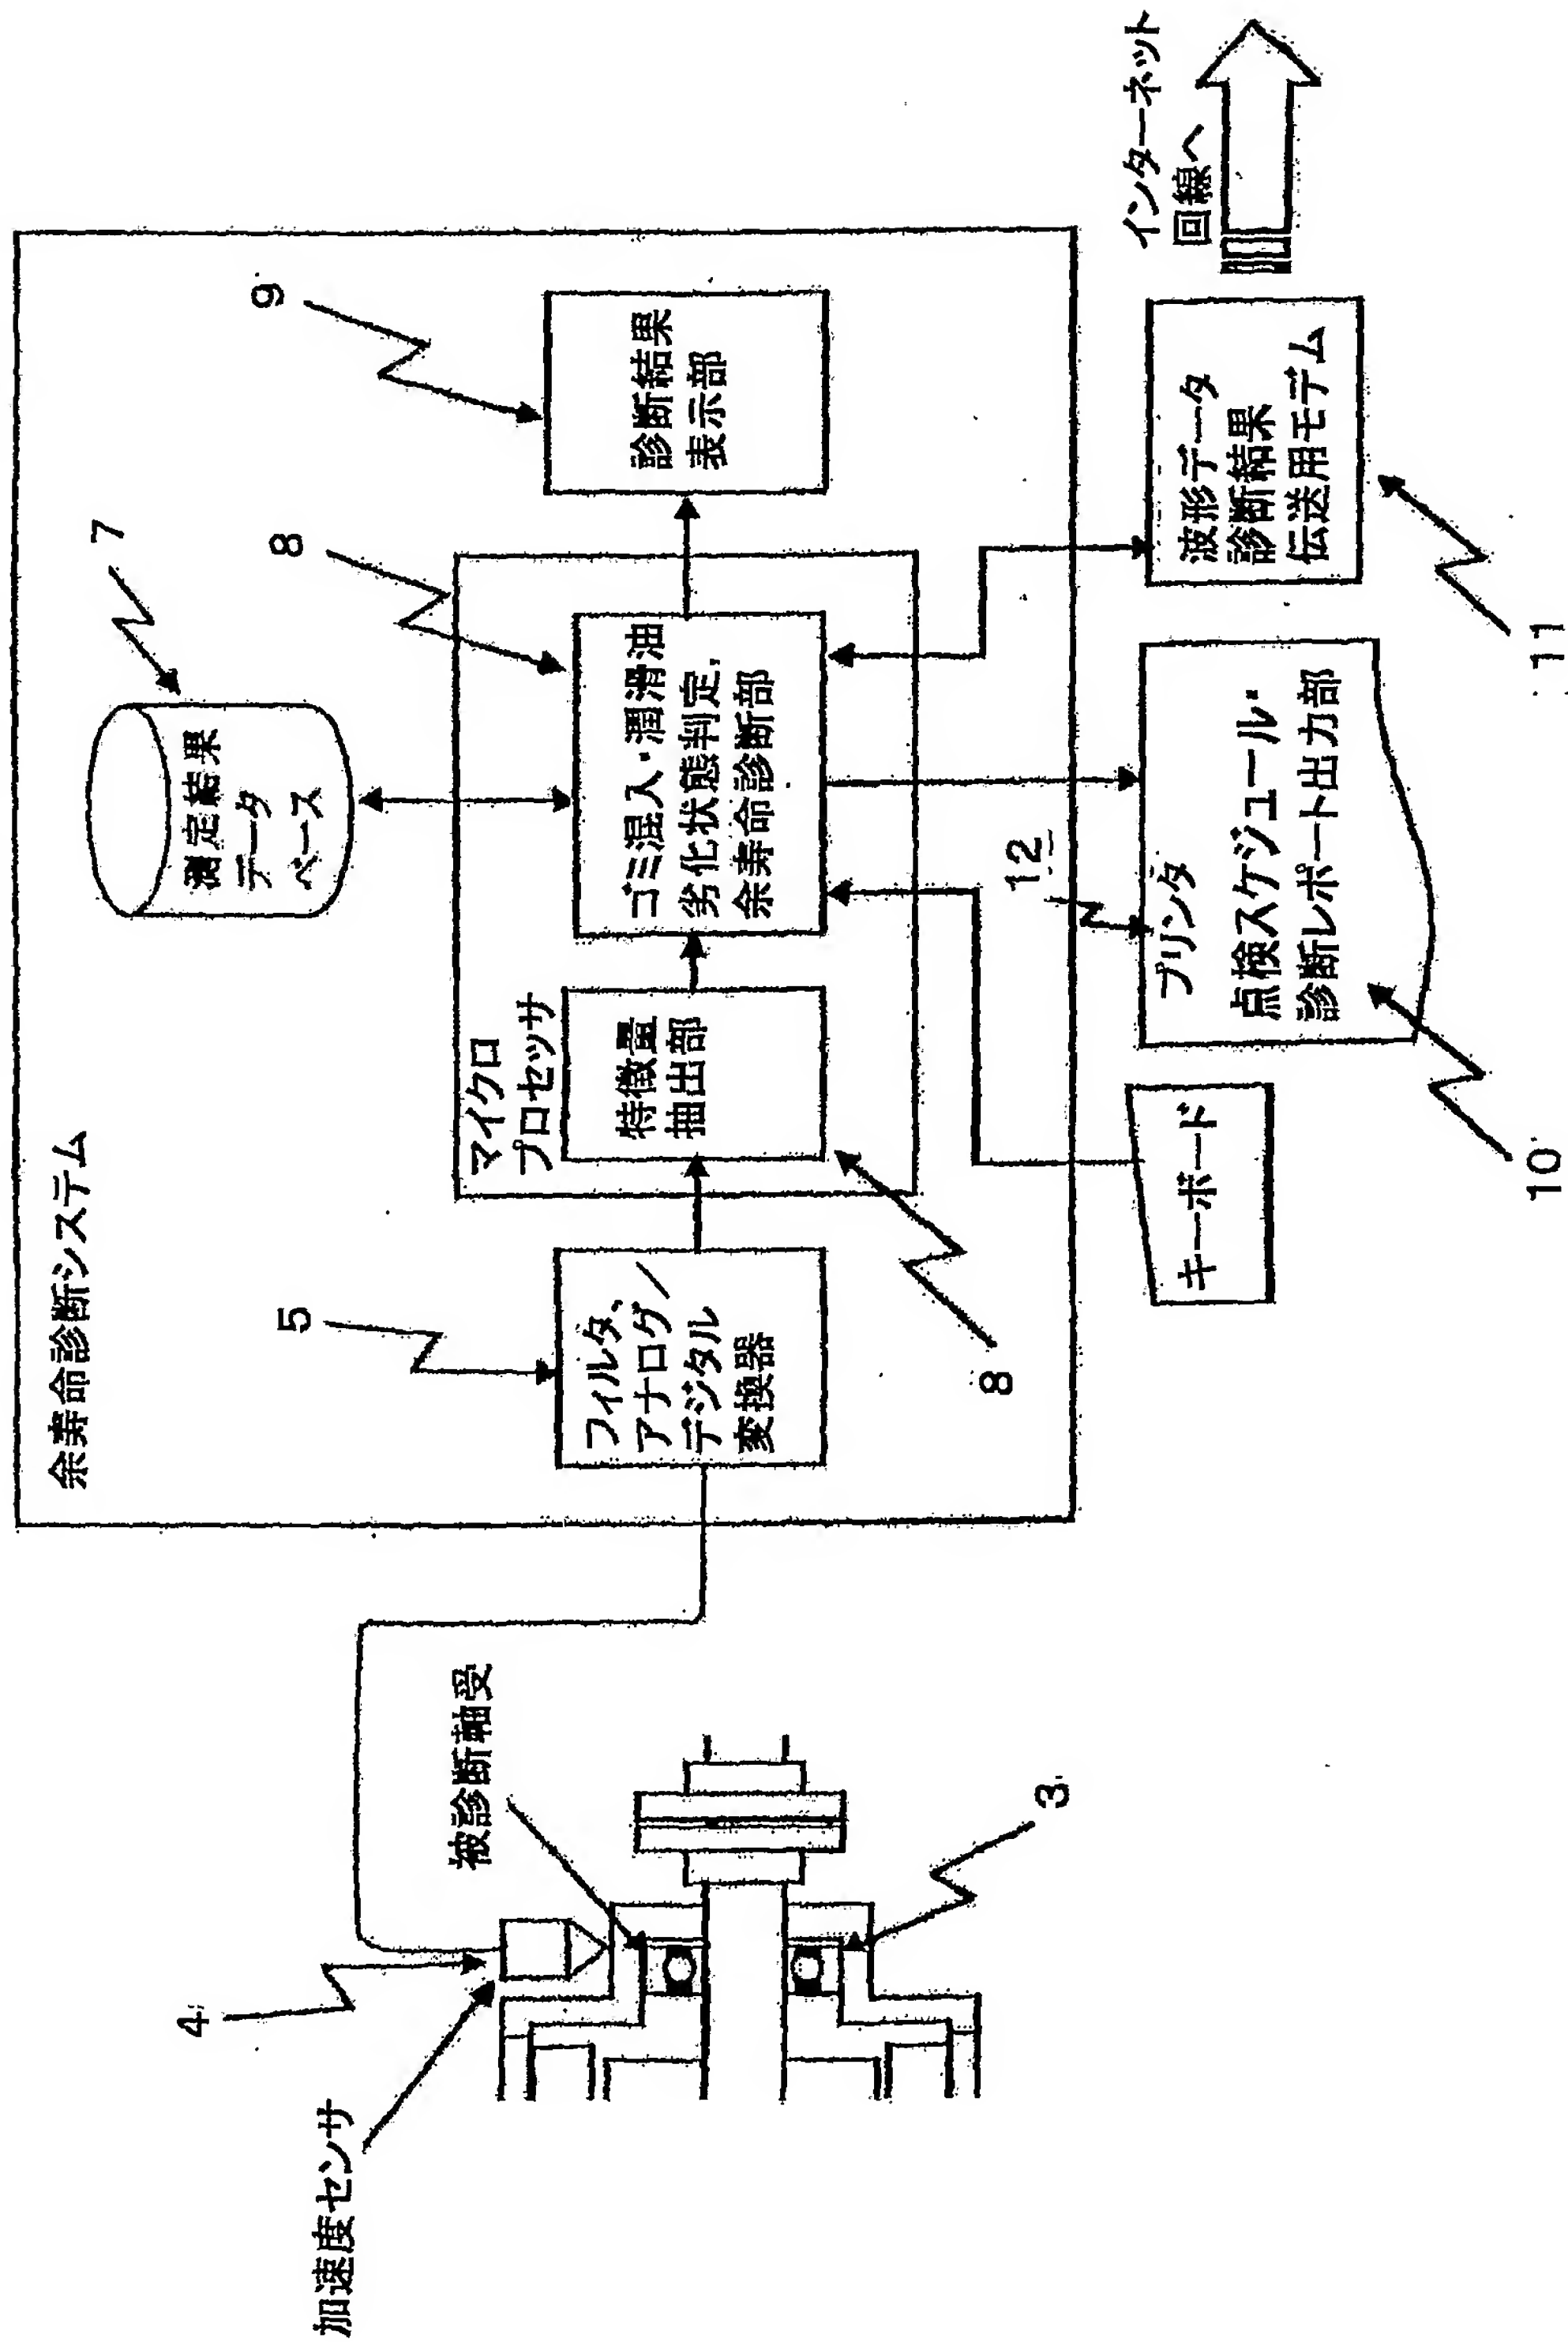 余寿命診断システム
7
測定結果
データ
ベース
9
診断結果
表示部
8
マイクロ
プロセッサ
特徴量
抽出部
ゴミ混入・潤滑油
劣化状態判定,
余寿命診断部
5
フィルタ、
アナログ/
デジタル
変換器
8
4
加速度センサ
被診断軸受
3
キーボード
12
プリンタ
点検スケジュール・
診断レポート出力部
10
波形データ
診断結果
伝送用モデム
11
インターネット
回線へ